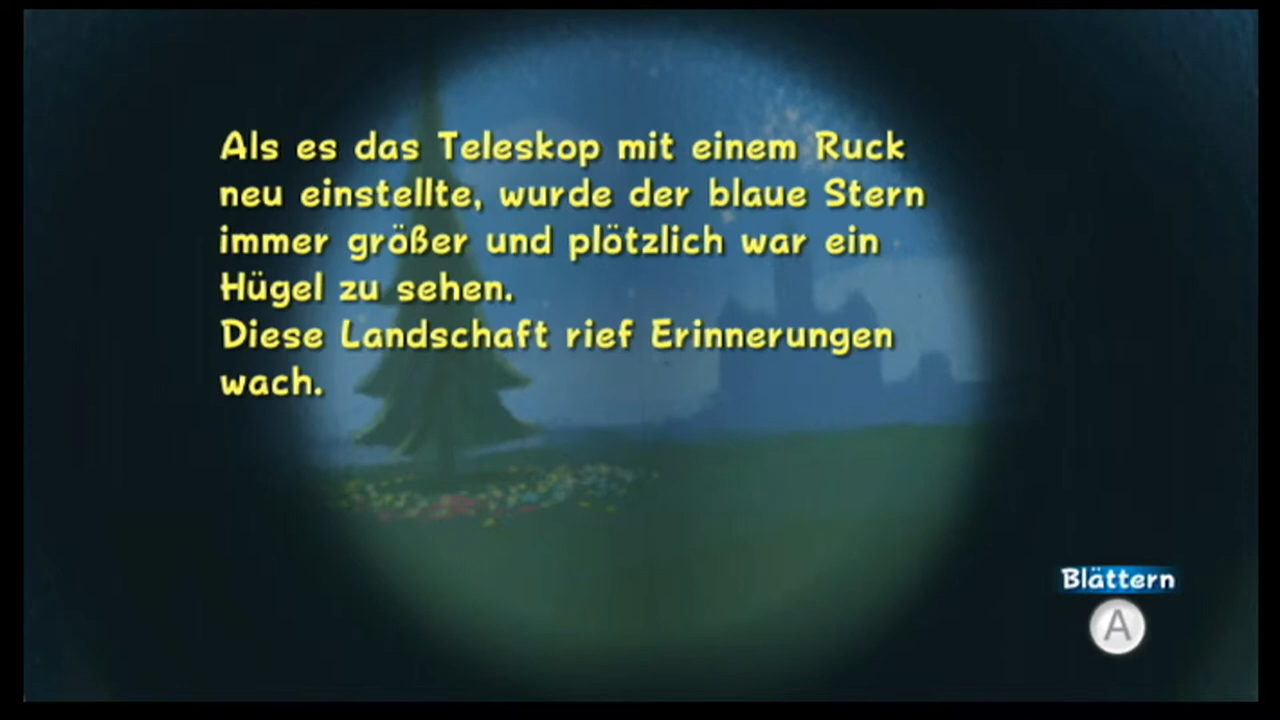 Als es das Teleskop mit einem Ruck
neu einstellte, wurde der blaue Stern
immer größer und plötzlich war ein
Hügel zu sehen.
Diese Landschaft rief Erinnerungen
wach.
Blättern
A